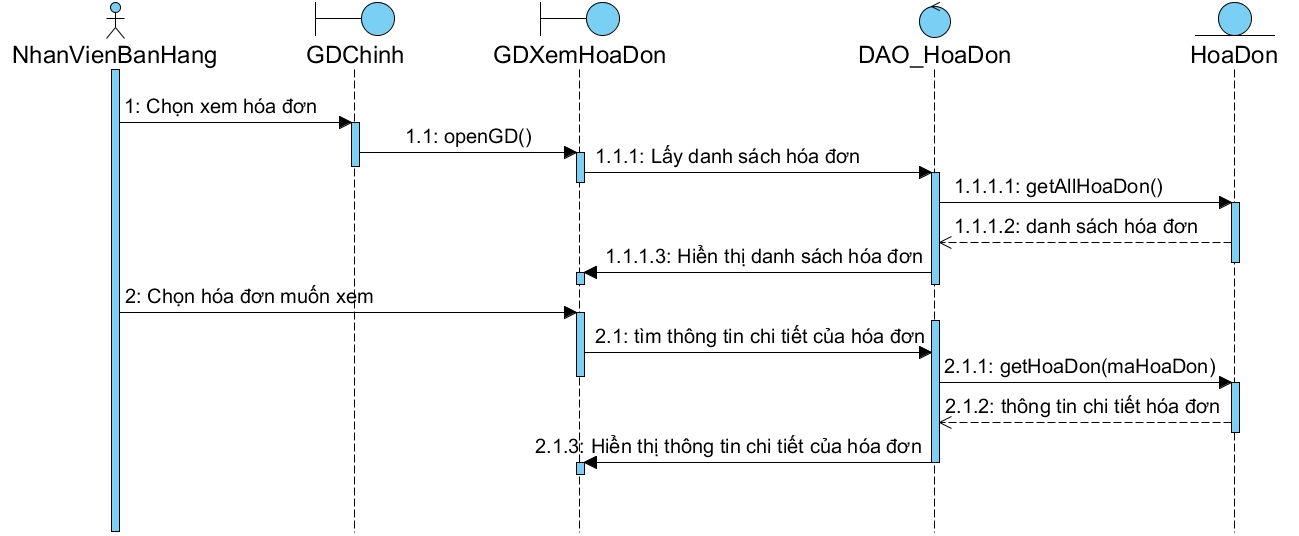 NhanVienBanHang
GDChinh
GDXemHoaDon
DAO_HoaDon
HoaDon
1: Chọn xem hóa đơn
1.1: openGD()
1.1.1: Lấy danh sách hóa đơn
1.1.1.1: getAllHoaDon()
1.1.1.2: danh sách hóa đơn
1.1.1.3: Hiển thị danh sách hóa đơn
2: Chọn hóa đơn muốn xem
2.1: tìm thông tin chi tiết của hóa đơn
2.1.1: getHoaDon(maHoaDon)
2.1.2: thông tin chi tiết hóa đơn
2.1.3: Hiển thị thông tin chi tiết của hóa đơn